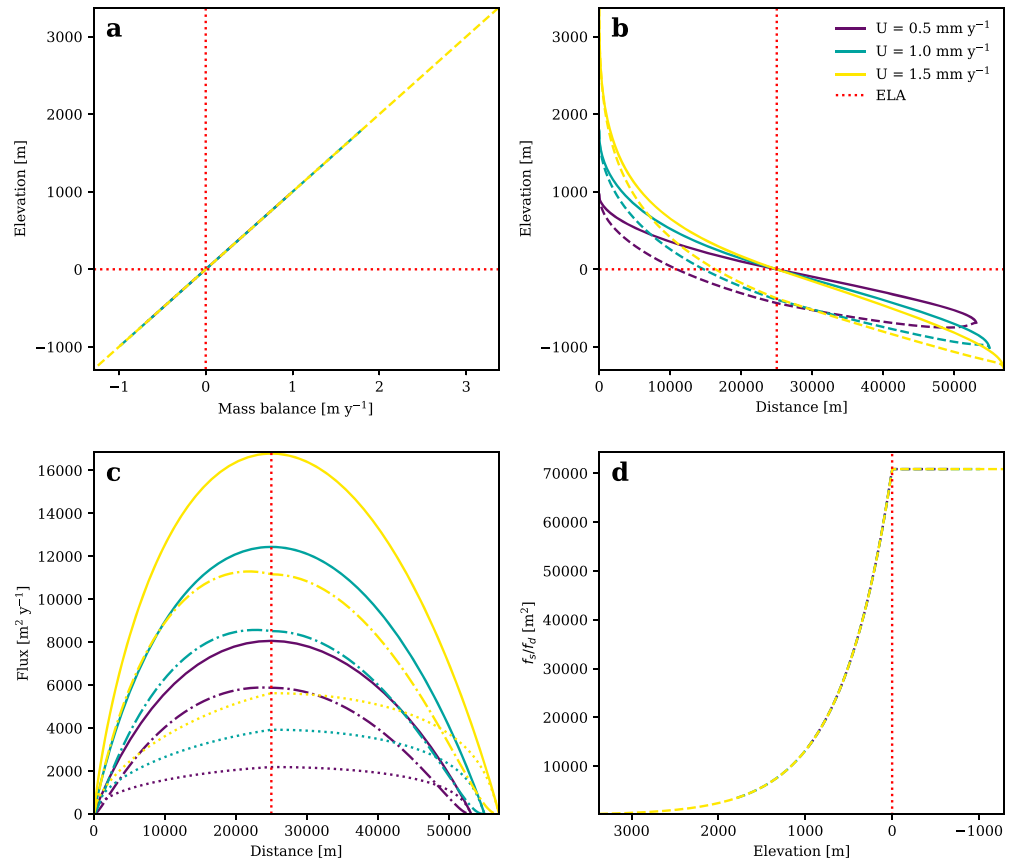 a
3000
2000
1000
0
−1000
Elevation [m]
−1 0 1 2 3
Mass balance [m y⁻¹]
b
U = 0.5 mm y⁻¹
U = 1.0 mm y⁻¹
U = 1.5 mm y⁻¹
ELA
3000
2000
1000
0
−1000
Elevation [m]
0 10000 20000 30000 40000 50000
Distance [m]
c
16000
14000
12000
10000
8000
6000
4000
2000
0
Flux [m² y⁻¹]
0 10000 20000 30000 40000 50000
Distance [m]
d
70000
60000
50000
40000
30000
20000
10000
fₛ/f_d [m²]
3000 2000 1000 0 −1000
Elevation [m]